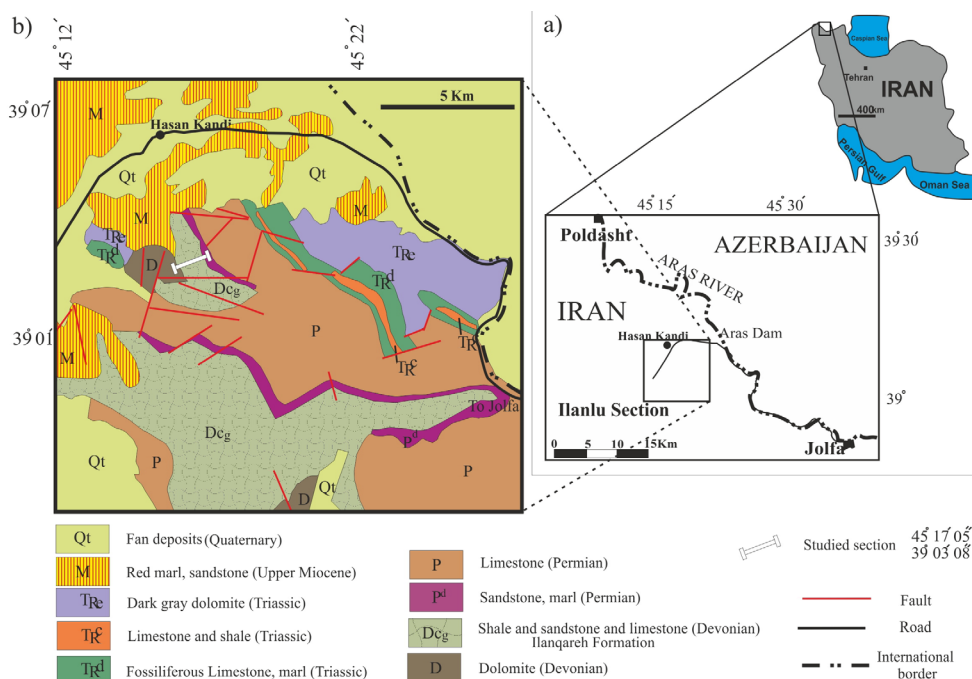 b)
45° 12′
45° 22′
39° 07′
39° 01′
5 Km
M
Hasan Kandi
Qt
Qt
M
M
TRe
TRd
D
Dcg
TRe
TRd
P
TR
TRc
M
To Jolfa
Pd
Dcg
Qt
P
D
Qt
P
a)
Caspian Sea
Tehran
IRAN
400km
Persian Gulf
Oman Sea
45° 15′
45° 30′
39° 30′
39°
Poldasht
AZERBAIJAN
ARAS RIVER
IRAN
Hasan Kandi
Aras Dam
Ilanlu Section
0 5 10 15Km
Jolfa
Qt Fan deposits (Quaternary)
M Red marl, sandstone (Upper Miocene)
TRe Dark gray dolomite (Triassic)
TRc Limestone and shale (Triassic)
TRd Fossiliferous Limestone, marl (Triassic)
P Limestone (Permian)
Pd Sandstone, marl (Permian)
Dcg Shale and sandstone and limestone (Devonian)
Ilanqareh Formation
D Dolomite (Devonian)
Studied section 45° 17′ 05″
39° 03′ 08″
Fault
Road
International
border